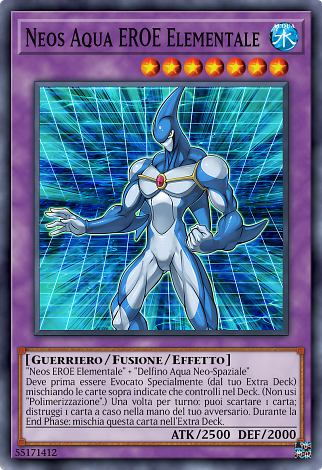 Neos Aqua EROE Elementale
ACQUA
水
[Guerriero/Fusione/Effetto]
"Neos EROE Elementale" + "Delfino Aqua Neo-Spaziale"
Deve prima essere Evocato Specialmente (dal tuo Extra Deck)
mischiando le carte sopra indicate che controlli nel Deck. (Non usi
"Polimerizzazione".) Una volta per turno: puoi scartare 1 carta;
distruggi 1 carta a caso nella mano del tuo avversario. Durante la
End Phase: mischia questa carta nell'Extra Deck.
ATK/2500 DEF/2000
55171412